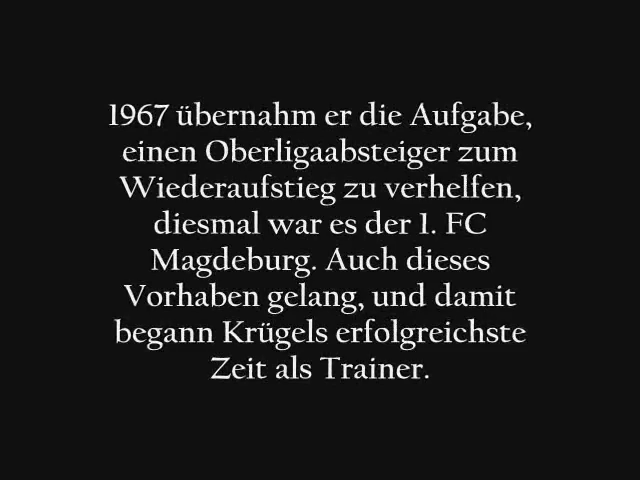 1967 übernahm er die Aufgabe,
einen Oberligaabsteiger zum
Wiederaufstieg zu verhelfen,
diesmal war es der 1. FC
Magdeburg. Auch dieses
Vorhaben gelang, und damit
begann Krügels erfolgreichste
Zeit als Trainer.